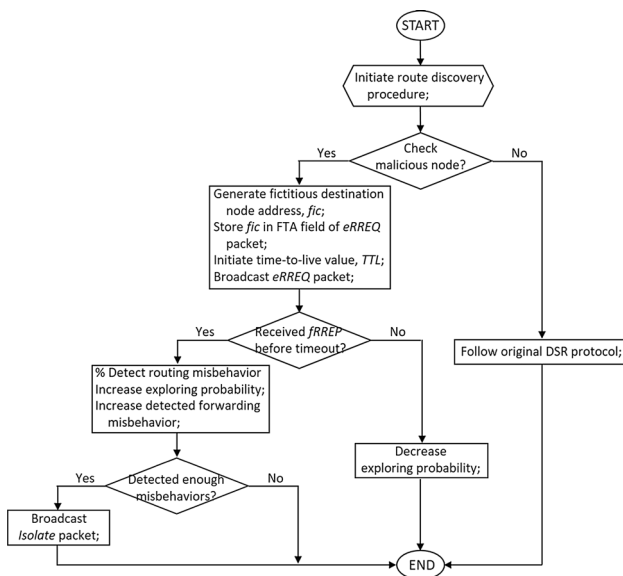 START
Initiate route discovery
procedure;
Check
malicious node?
Yes
No
Generate fictitious destination
node address, fic;
Store fic in FTA field of eRREQ
packet;
Initiate time-to-live value, TTL;
Broadcast eRREQ packet;
Received fRREP
before timeout?
Yes
No
Follow original DSR protocol;
% Detect routing misbehavior
Increase exploring probability;
Increase detected forwarding
misbehavior;
Decrease
exploring probability;
Detected enough
misbehaviors?
Yes
No
Broadcast
Isolate packet;
END